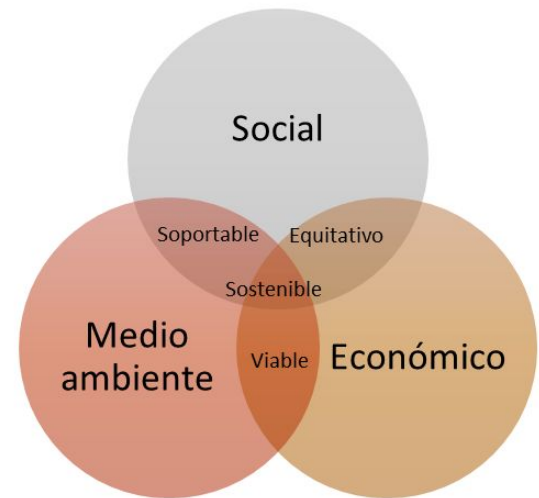 Social
Soportable
Equitativo
Sostenible
Medio
ambiente
Viable
Económico